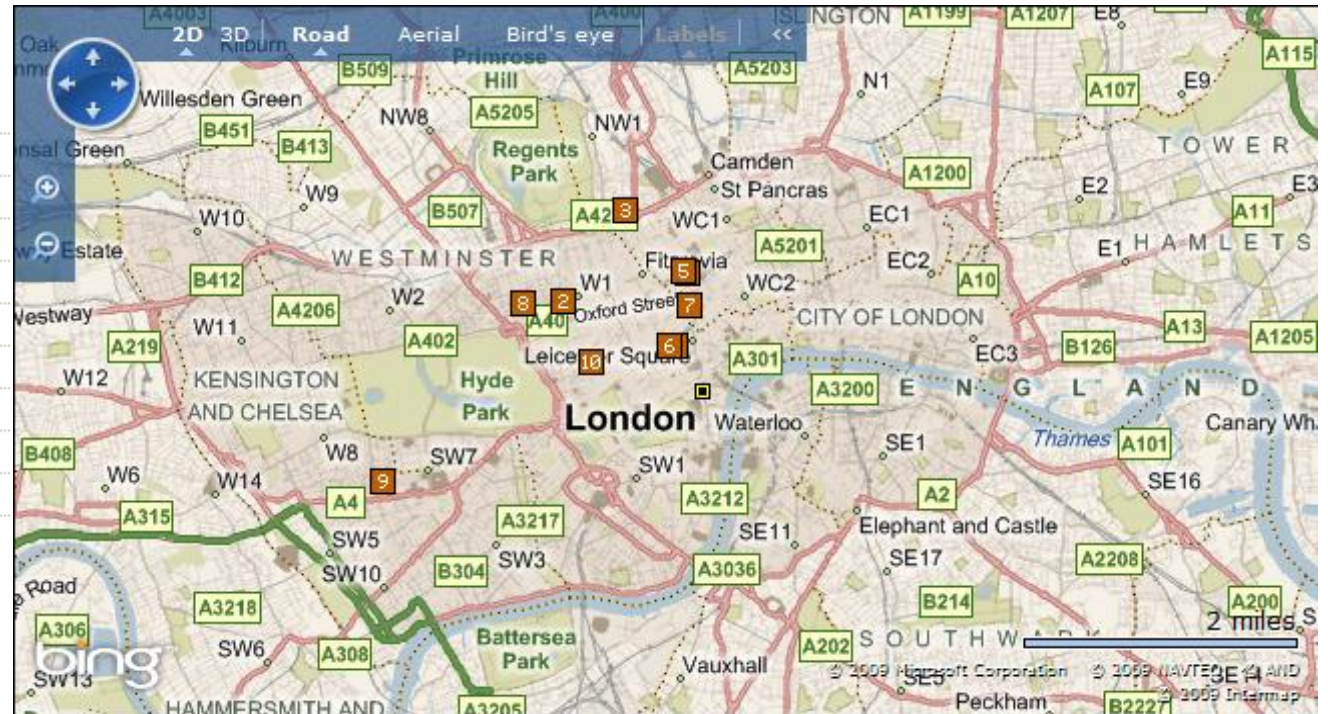 A4003 A400 ISLINGTON A1199 A1207 E8
2D 3D Road Aerial Bird's eye Labels <<
Oak Kilburn A115
B509 Primrose Hill A5203 N1 A107 E9
Willesden Green A5205 NW8 NW1
B451 B413 Regents Park TOWER
Green Camden
W9 B507 St Pancras A1200 E2 E3
W10 A42 3 WC1 EC1 A11
Estate WESTMINSTER A5201 E1 HAMLETS
B412 Fitzrovia 5 EC2 A10
A4206 W2 8 2 W1 WC2
Westway A40 Oxford Street 7 CITY OF LONDON A13
W11 A1205
A219 A402 Leicester Square 6 A301 EC3 B126
10
W12 KENSINGTON AND CHELSEA Hyde Park A3200 ENGLAND
London Waterloo Thames A101 Canary
B408 W8 SW7 SE1
W6 W14 9 SW1 SE16
A4 A3212 A2
A315 A3217 Elephant and Castle
SW5 SW3 SE11 SE17 A2208
SW10 B304 A3036
Road A3218 B214 A200
A306 2 miles
SW6 A308 Battersea Park A202 SOUTHWARK
bing Vauxhall © 2009 Microsoft Corporation © 2009 NAVTEQ © AND
SW13 SE5 SE14 © 2009 Intermap
HAMMERSMITH AND A3205 Peckham B2227